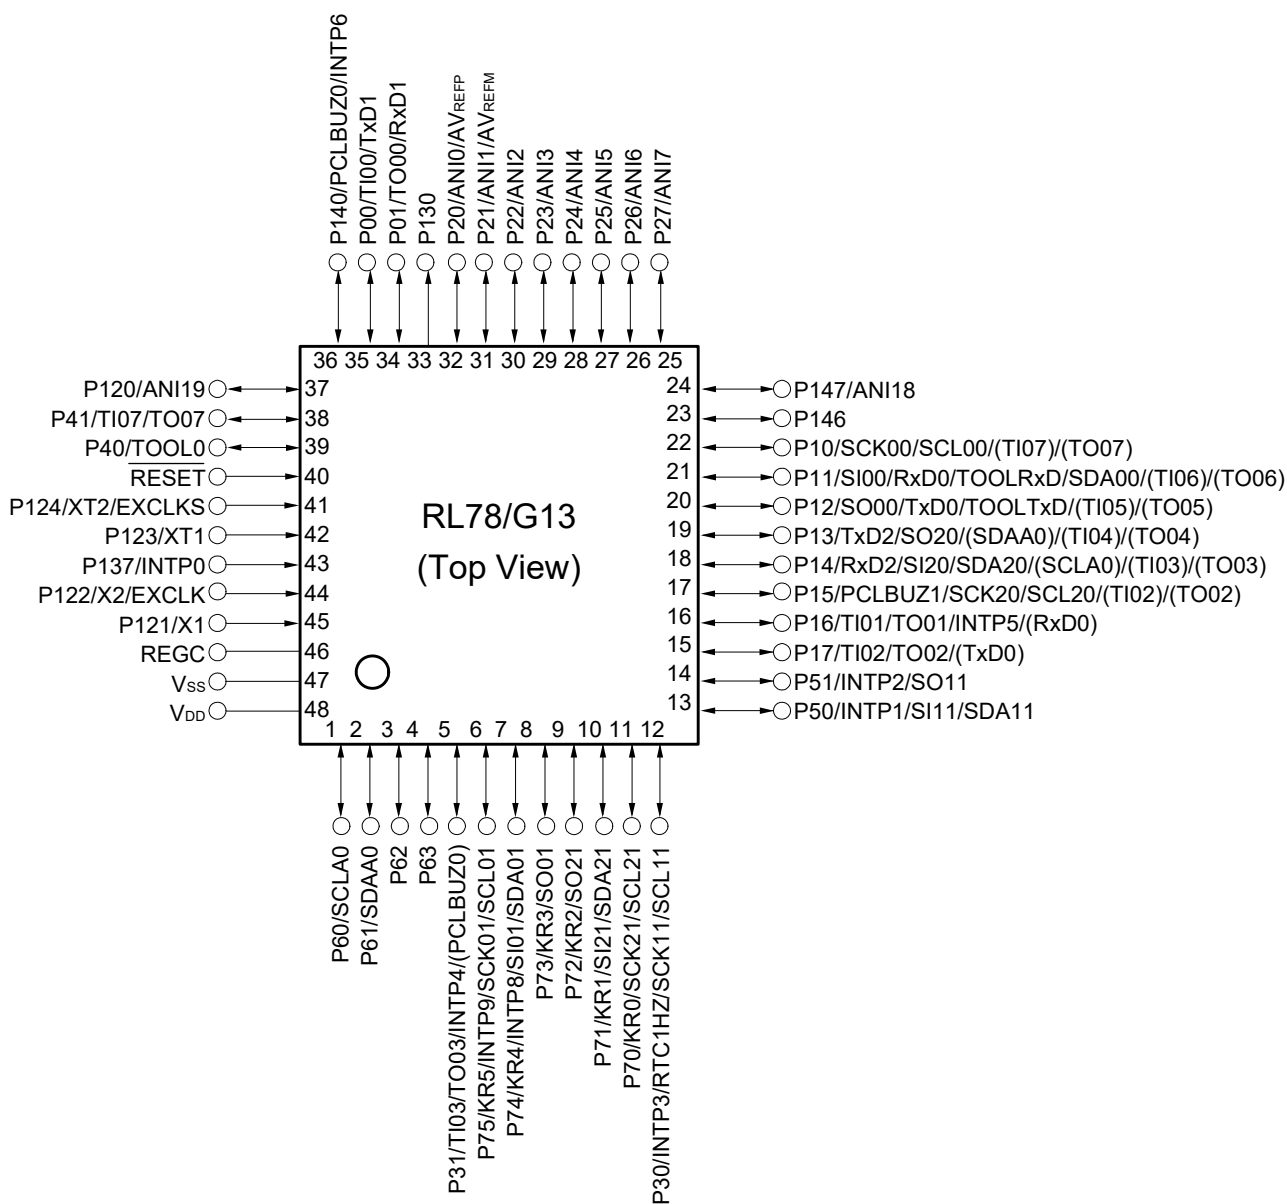 P140/PCLBUZ0/INTP6
P00/TI00/TxD1
P01/TO00/RxD1
P130
P20/ANI0/AVREFP
P21/ANI1/AVREFM
P22/ANI2
P23/ANI3
P24/ANI4
P25/ANI5
P26/ANI6
P27/ANI7
36 35 34 33 32 31 30 29 28 27 26 25
P120/ANI19 37
P41/TI07/TO07 38
P40/TOOL0 39
RESET 40
P124/XT2/EXCLKS 41
P123/XT1 42
P137/INTP0 43
P122/X2/EXCLK 44
P121/X1 45
REGC 46
VSS 47
VDD 48
RL78/G13
(Top View)
24 P147/ANI18
23 P146
22 P10/SCK00/SCL00/(TI07)/(TO07)
21 P11/SI00/RxD0/TOOLRxD/SDA00/(TI06)/(TO06)
20 P12/SO00/TxD0/TOOLTxD/(TI05)/(TO05)
19 P13/TxD2/SO20/(SDAA0)/(TI04)/(TO04)
18 P14/RxD2/SI20/SDA20/(SCLA0)/(TI03)/(TO03)
17 P15/PCLBUZ1/SCK20/SCL20/(TI02)/(TO02)
16 P16/TI01/TO01/INTP5/(RxD0)
15 P17/TI02/TO02/(TxD0)
14 P51/INTP2/SO11
13 P50/INTP1/SI11/SDA11
1 2 3 4 5 6 7 8 9 10 11 12
P60/SCLA0
P61/SDAA0
P62
P63
P31/TI03/TO03/INTP4/(PCLBUZ0)
P75/KR5/INTP9/SCK01/SCL01
P74/KR4/INTP8/SI01/SDA01
P73/KR3/SO01
P72/KR2/SO21
P71/KR1/SI21/SDA21
P70/KR0/SCK21/SCL21
P30/INTP3/RTC1HZ/SCK11/SCL11